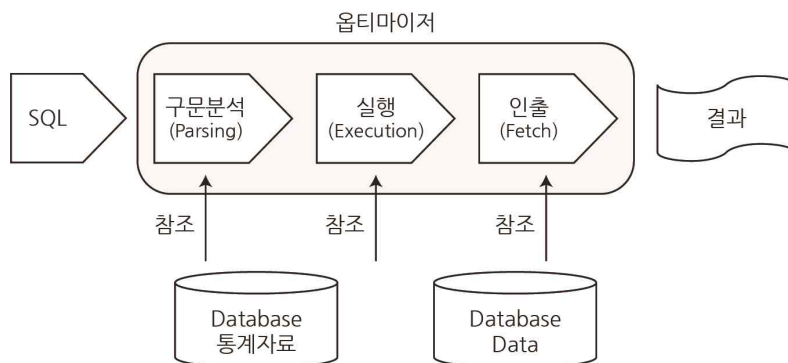 옵티마이저
SQL
구문분석
(Parsing)
실행
(Execution)
인출
(Fetch)
결과
참조
참조
참조
Database
통계자료
Database
Data